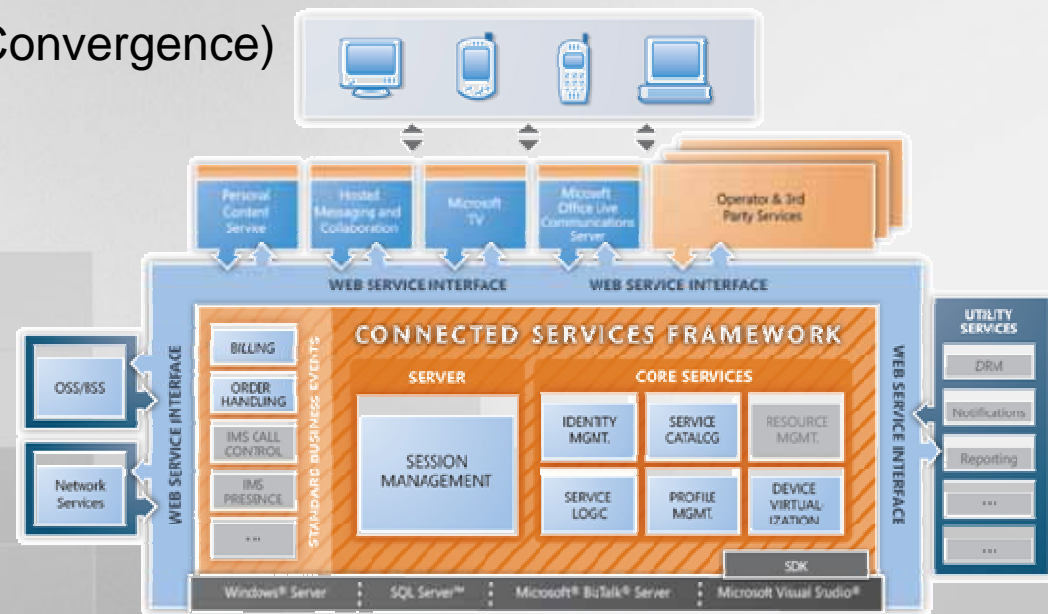 Convergence)
Personal
Content
Service
Hosted
Messaging and
Collaboration
Microsoft
TV
Microsoft
Office Live
Communications
Server
Operator & 3rd
Party Services
WEB SERVICE INTERFACE
WEB SERVICE INTERFACE
OSS/BSS
Network
Services
WEB SERVICE INTERFACE
BILLING
ORDER
HANDLING
IMS CALL
CONTROL
IMS
PRESENCE
...
STANDARD BUSINESS EVENTS
CONNECTED SERVICES FRAMEWORK
SERVER
SESSION
MANAGEMENT
CORE SERVICES
IDENTITY
MGMT.
SERVICE
CATALOG
RESOURCE
MGMT.
SERVICE
LOGIC
PROFILE
MGMT.
DEVICE
VIRTUAL-
IZATION
WEB SERVICE INTERFACE
UTILITY
SERVICES
DRM
Notifications
Reporting
...
...
SDK
Windows® Server
SQL Server™
Microsoft® BizTalk® Server
Microsoft Visual Studio®